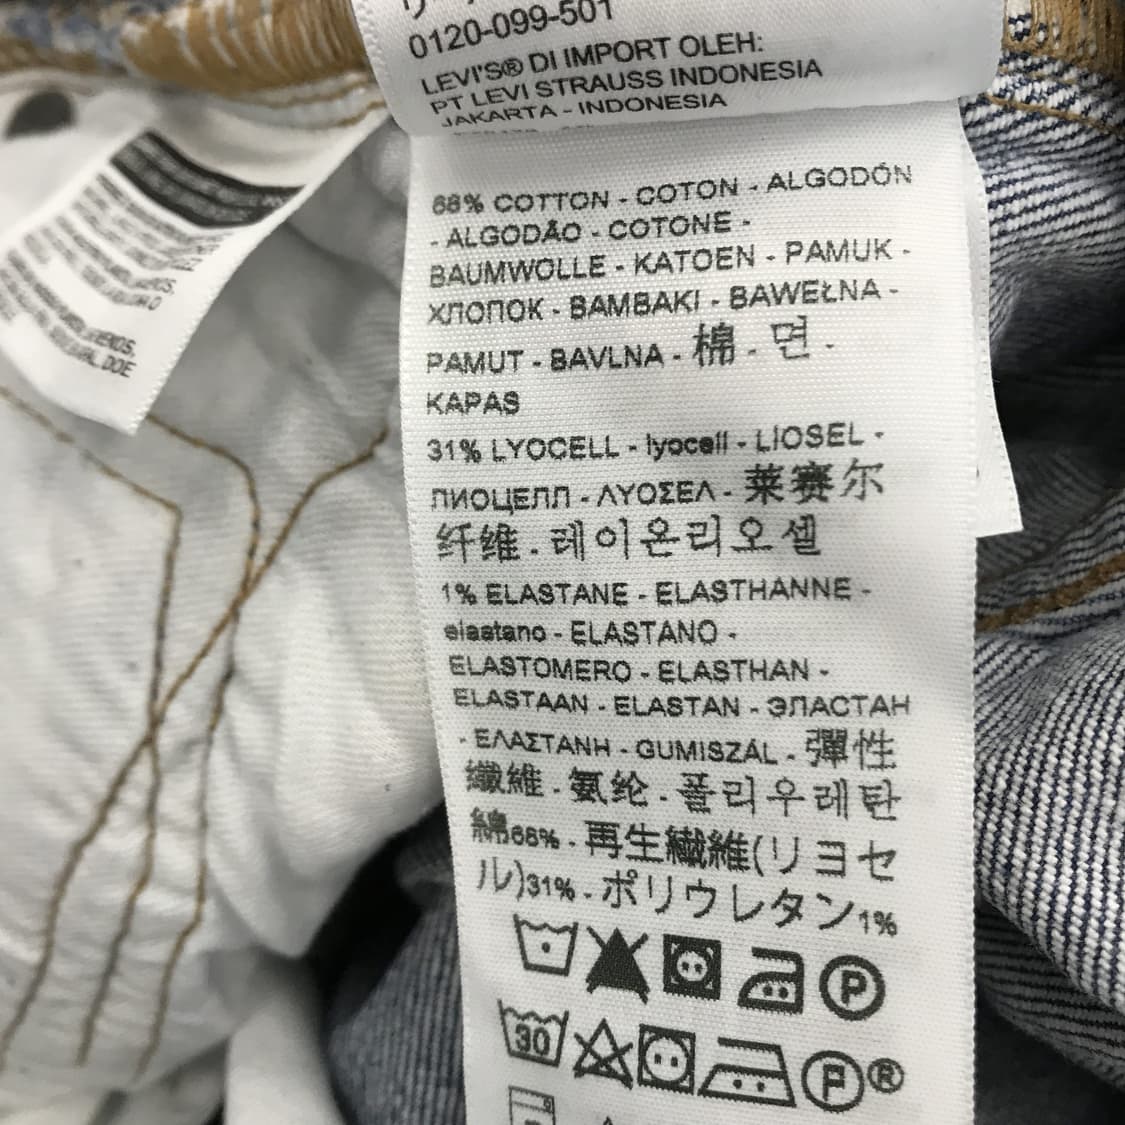 0120-099-501
LEVI'S® DI IMPORT OLEH:
PT LEVI STRAUSS INDONESIA
JAKARTA - INDONESIA
68% COTTON - COTON - ALGODÓN
- ALGODÃO - COTONE -
BAUMWOLLE - KATOEN - PAMUK -
ХЛОПОК - BAMBAKI - BAWEŁNA -
PAMUT - BAVLNA - 棉 - 면 -
KAPAS
31% LYOCELL - lyocell - LIOSEL -
ЛИОЦЕЛЛ - ΛΥΟΣΕΛ - 莱赛尔
纤维 - 레이온리오셀
1% ELASTANE - ELASTHANNE -
elastano - ELASTANO -
ELASTOMERO - ELASTHAN -
ELASTAAN - ELASTAN - ЭЛАСТАН
- ΕΛΑΣΤΑΝΗ - GUMISZÁL - 彈性
纖維 - 氨纶 - 폴리우레탄
綿68% - 再生繊維(リヨセ
ル)31% - ポリウレタン1%
P
30 P ®